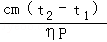 cm ( t₂ - t₁ )
ηP